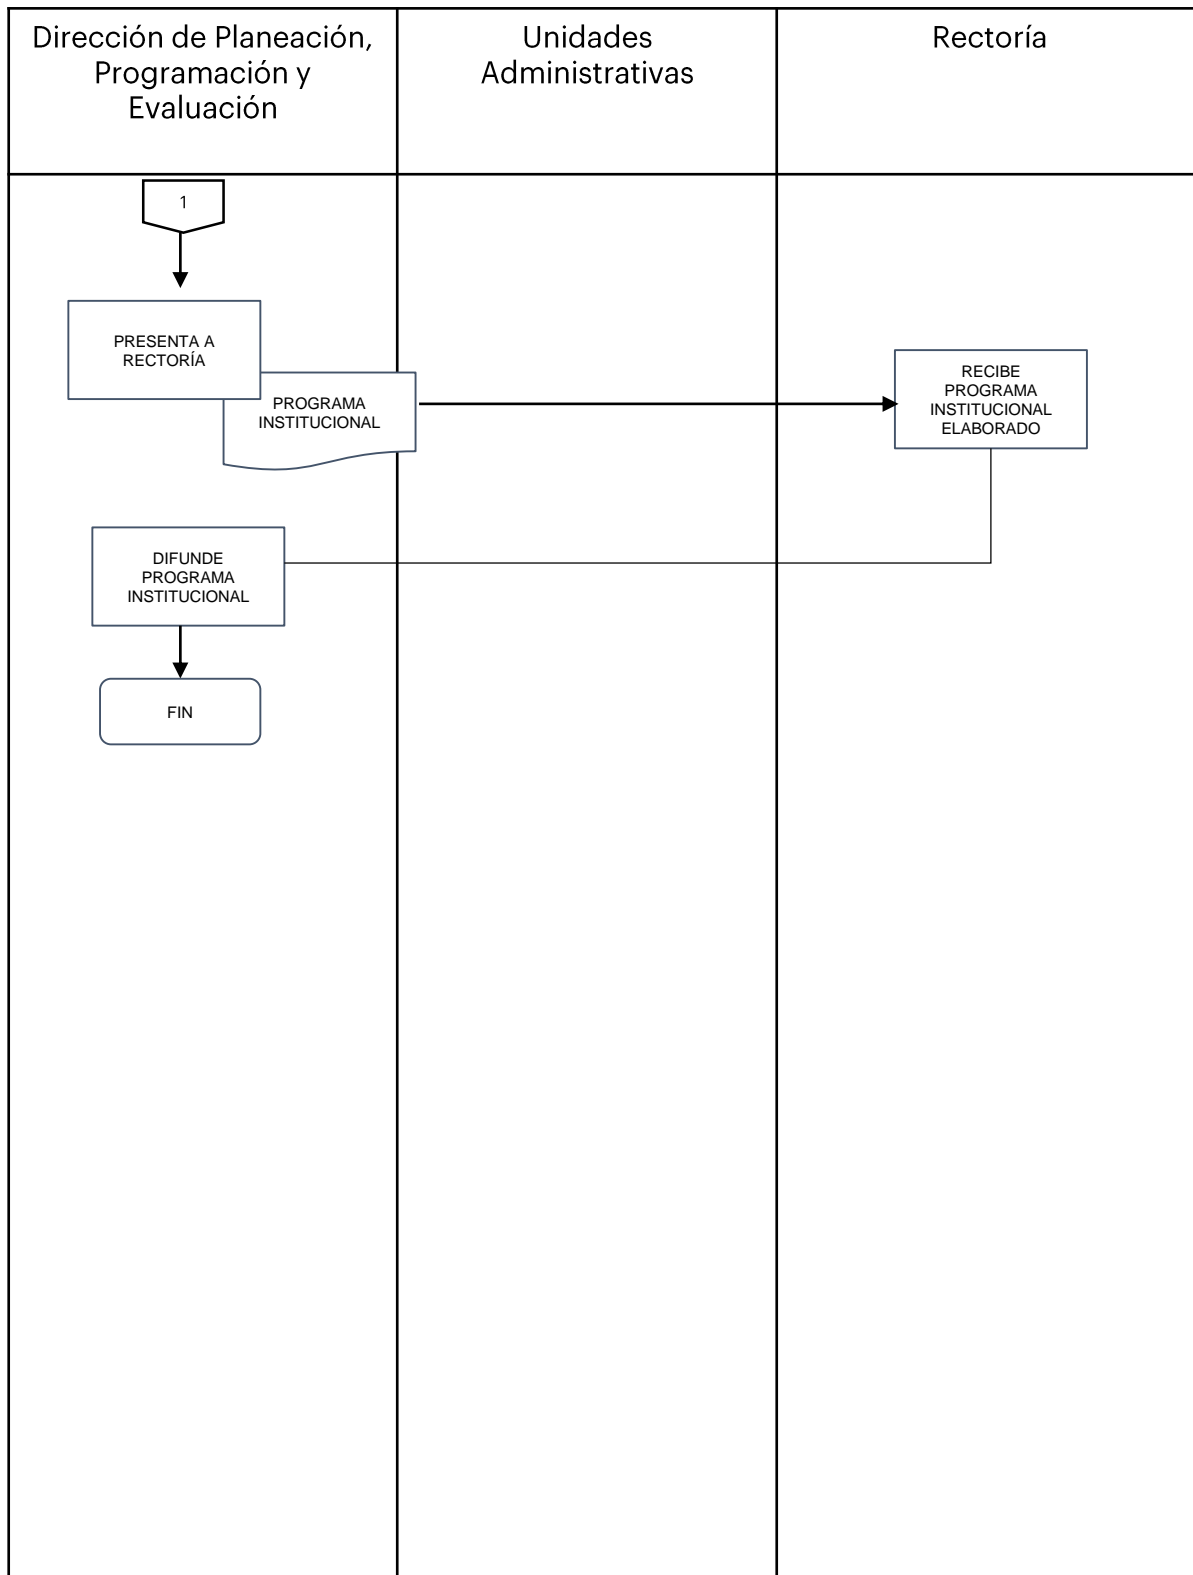 Dirección de Planeación,
Programación y
Evaluación
Unidades
Administrativas
Rectoría
1
PRESENTA A
RECTORÍA
PROGRAMA
INSTITUCIONAL
RECIBE
PROGRAMA
INSTITUCIONAL
ELABORADO
DIFUNDE
PROGRAMA
INSTITUCIONAL
FIN